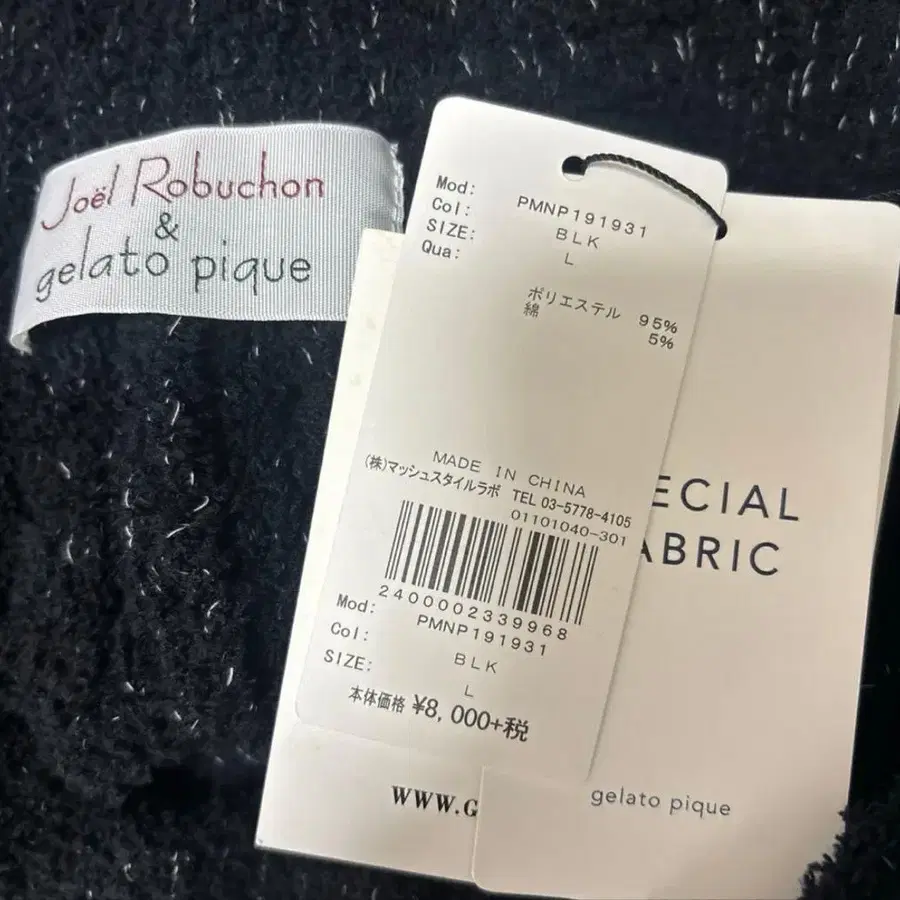 Joël Robuchon
&
gelato pique
Mod: PMNP191931
Col: BLK
SIZE: L
Qua:
ポリエステル 95%
綿 5%
MADE IN CHINA
(株)マッシュスタイルラボ TEL 03-5778-4105
01101040-301
2400002339968
Mod: PMNP191931
Col: BLK
SIZE: L
本体価格 ¥8,000+税
ECIAL
ABRIC
gelato pique
WWW.G